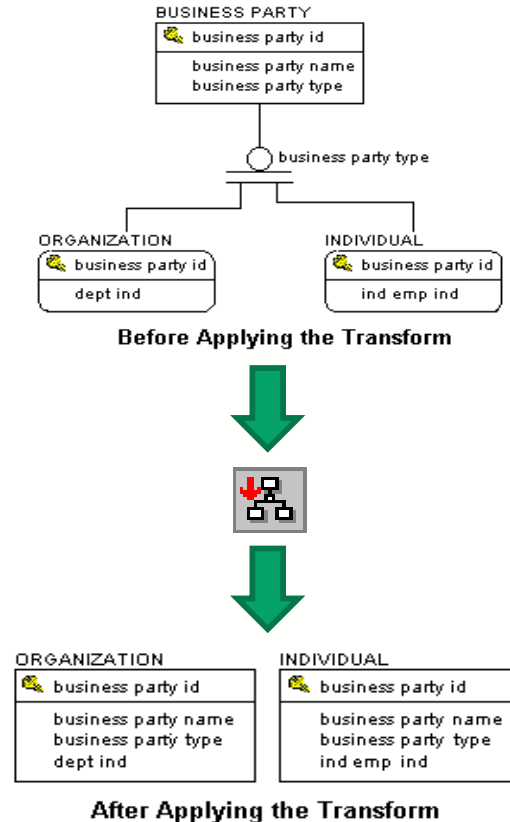 BUSINESS PARTY
business party id
business party name
business party type
business party type
ORGANIZATION
business party id
dept ind
INDIVIDUAL
business party id
ind emp ind
Before Applying the Transform
ORGANIZATION
business party id
business party name
business party type
dept ind
INDIVIDUAL
business party id
business party name
business party type
ind emp ind
After Applying the Transform